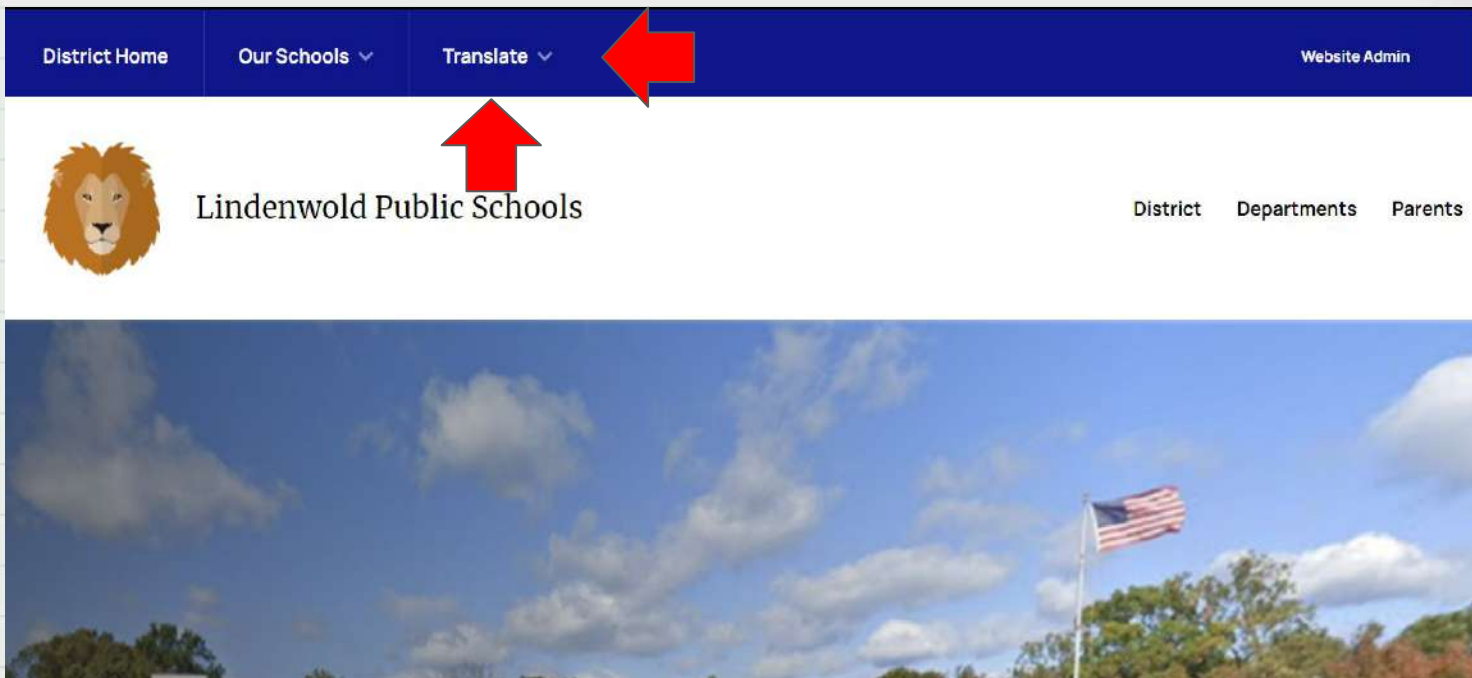 District Home
Our Schools
Translate
Website Admin
Lindenwold Public Schools
District
Departments
Parents